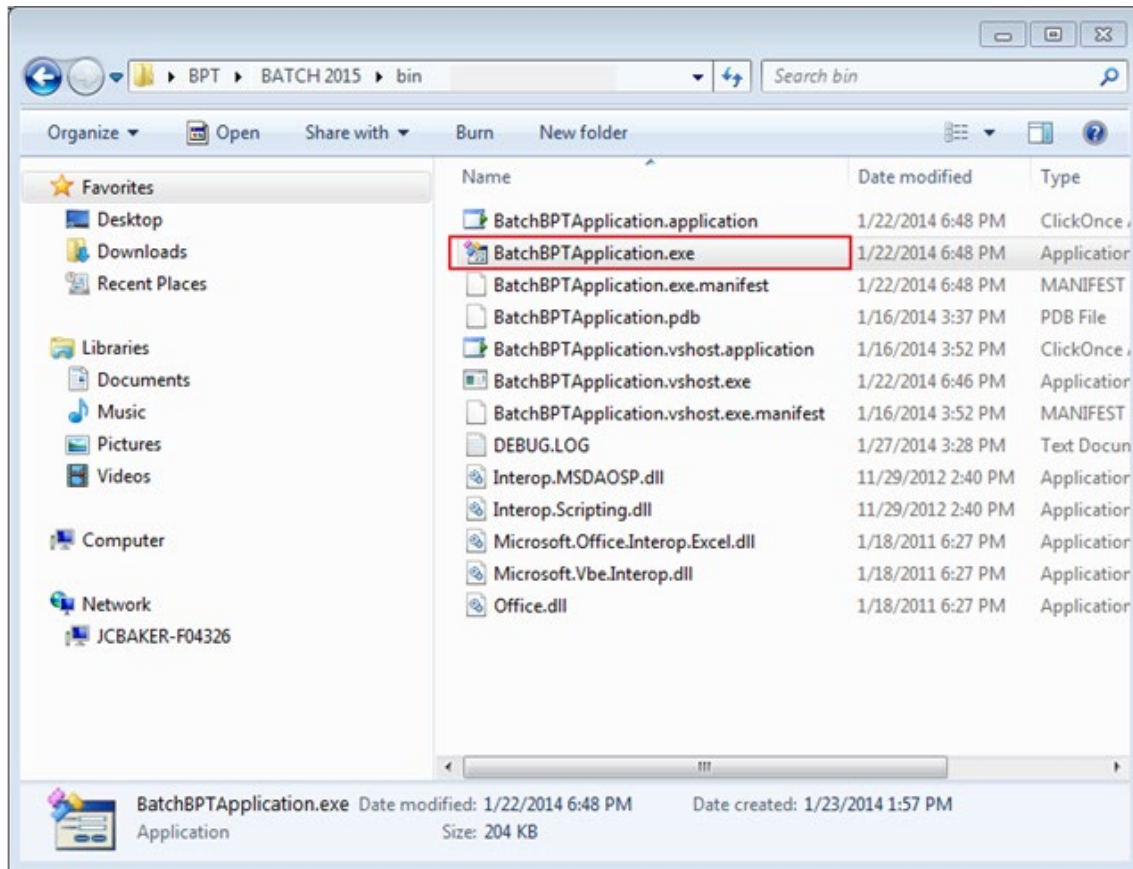 BPT BATCH 2015 bin Search bin
Organize Open Share with Burn New folder
Favorites
Desktop
Downloads
Recent Places
Libraries
Documents
Music
Pictures
Videos
Computer
Network
JCBAKER-F04326
Name Date modified Type
BatchBPTApplication.application 1/22/2014 6:48 PM ClickOnce
BatchBPTApplication.exe 1/22/2014 6:48 PM Application
BatchBPTApplication.exe.manifest 1/22/2014 6:48 PM MANIFEST
BatchBPTApplication.pdb 1/16/2014 3:37 PM PDB File
BatchBPTApplication.vshost.application 1/16/2014 3:52 PM ClickOnce
BatchBPTApplication.vshost.exe 1/22/2014 6:46 PM Application
BatchBPTApplication.vshost.exe.manifest 1/16/2014 3:52 PM MANIFEST
DEBUG.LOG 1/27/2014 3:28 PM Text Docun
Interop.MSDAOSP.dll 11/29/2012 2:40 PM Application
Interop.Scripting.dll 11/29/2012 2:40 PM Application
Microsoft.Office.Interop.Excel.dll 1/18/2011 6:27 PM Application
Microsoft.Vbe.Interop.dll 1/18/2011 6:27 PM Application
Office.dll 1/18/2011 6:27 PM Application
BatchBPTApplication.exe Date modified: 1/22/2014 6:48 PM Date created: 1/23/2014 1:57 PM
Application Size: 204 KB